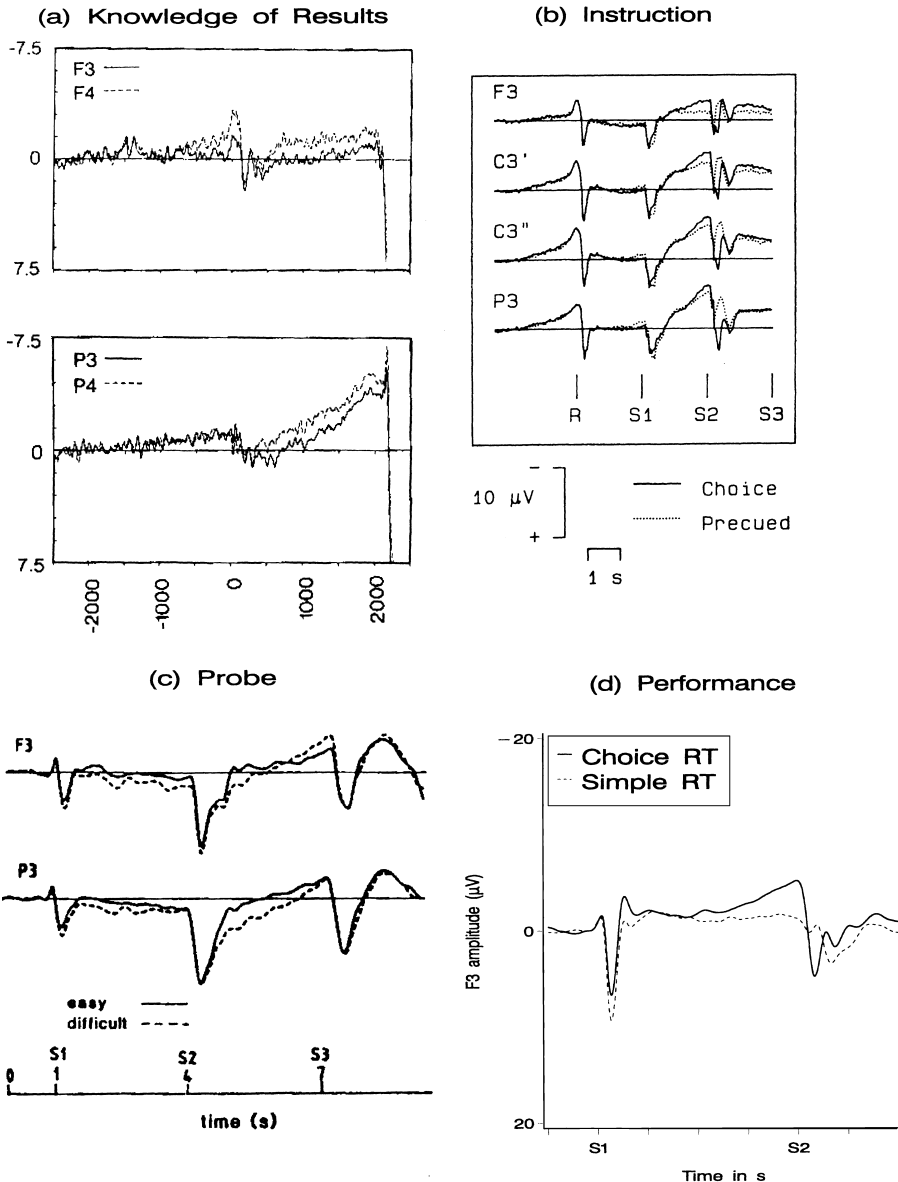 (a) Knowledge of Results
-7.5
F3
F4
0
7.5
-7.5
P3
P4
0
7.5
-2000
-1000
0
1000
2000
(b) Instruction
F3
C3'
C3"
P3
R S1 S2 S3
10 µV
−
+
Choice
Precued
1 s
(c) Probe
F3
P3
easy
difficult
S1 S2 S3
0 1 4 7
time (s)
(d) Performance
−20
Choice RT
Simple RT
F3 amplitude (µV)
0
20
S1 S2
Time in s